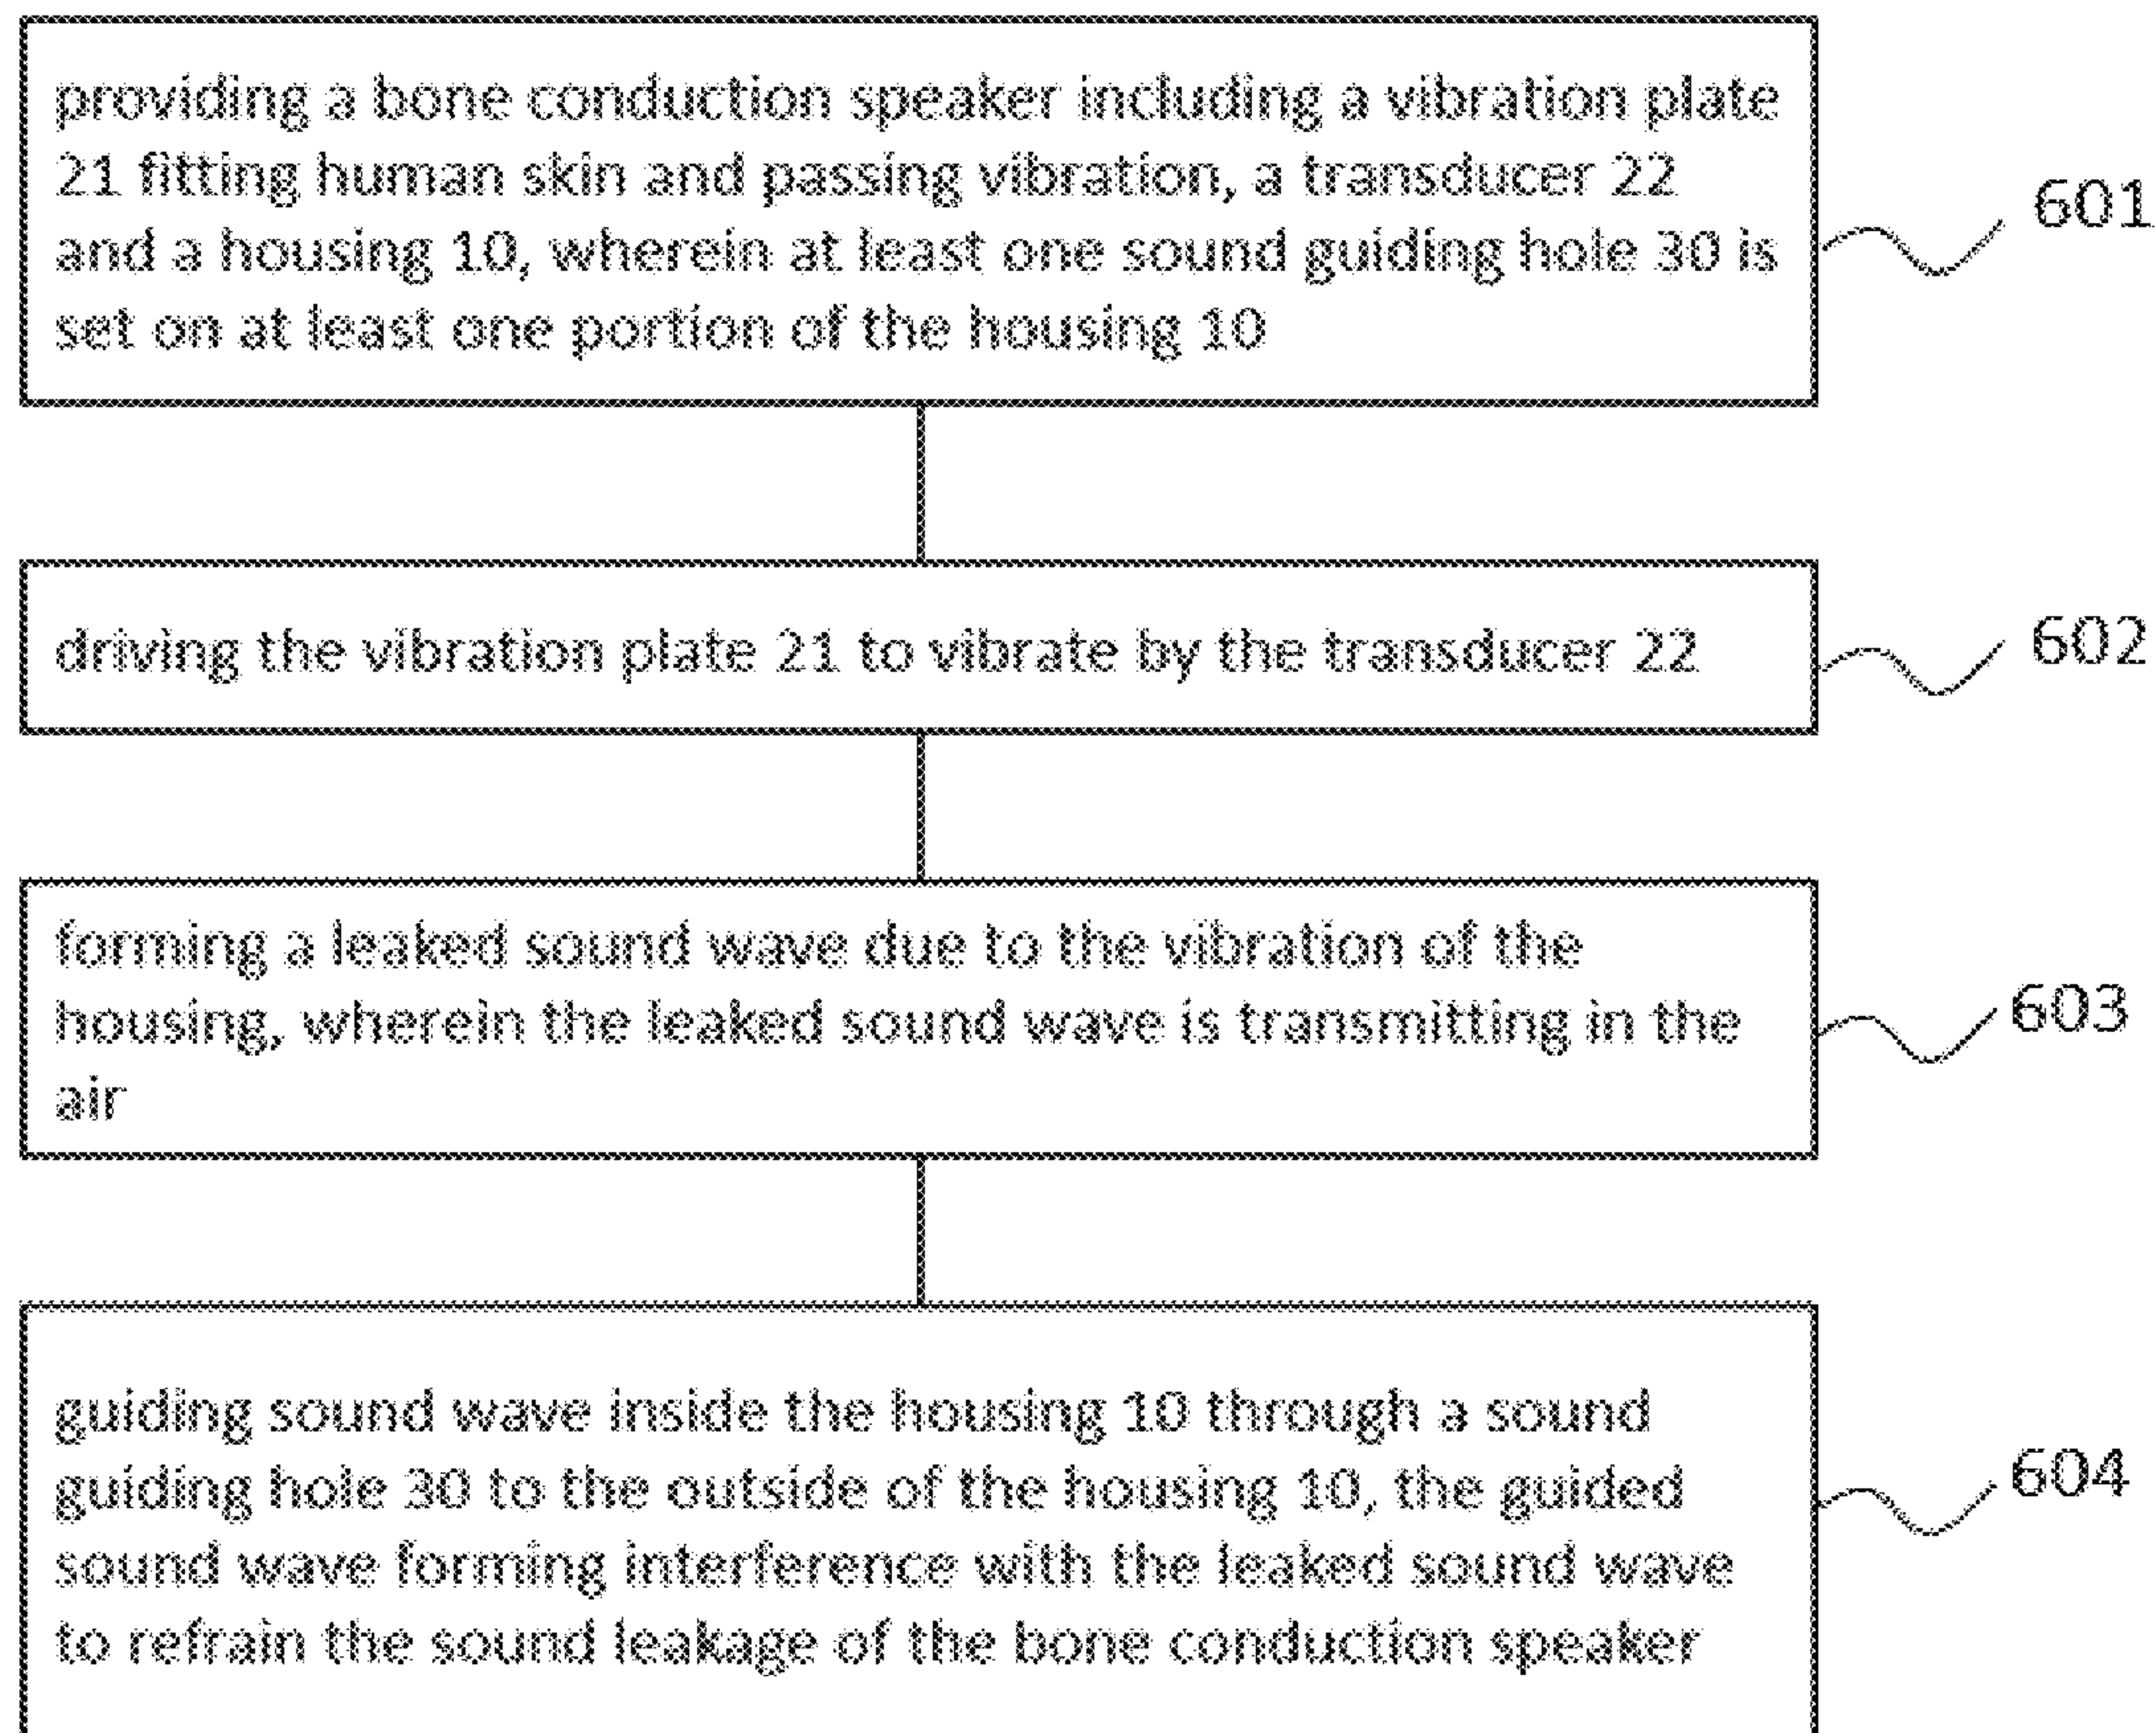 providing a bone conduction speaker including a vibration plate
21 fitting human skin and passing vibration, a transducer 22
and a housing 10, wherein at least one sound guiding hole 30 is
set on at least one portion of the housing 10
601
driving the vibration plate 21 to vibrate by the transducer 22
602
forming a leaked sound wave due to the vibration of the
housing, wherein the leaked sound wave is transmitting in the
air
603
guiding sound wave inside the housing 10 through a sound
guiding hole 30 to the outside of the housing 10, the guided
sound wave forming interference with the leaked sound wave
to refrain the sound leakage of the bone conduction speaker
604